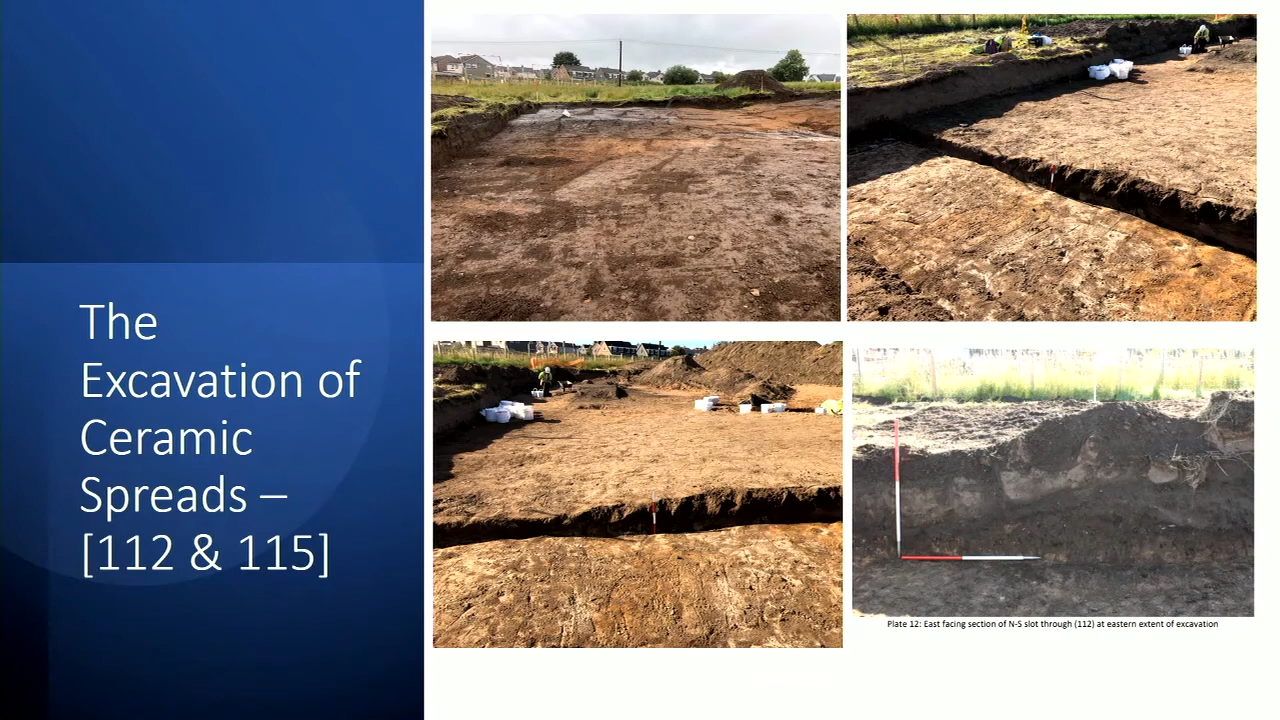 The
Excavation of
Ceramic
Spreads –
[112 & 115]
Plate 12: East facing section of N-S slot through (112) at eastern extent of excavation